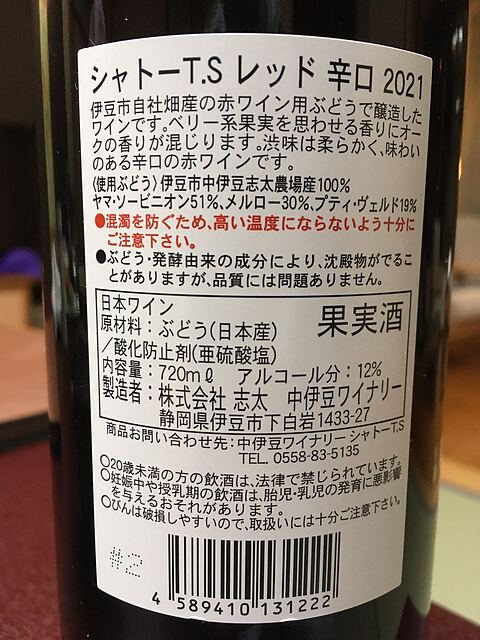 シャトーT.S レッド 辛口 2021
伊豆市自社畑産の赤ワイン用ぶどうで醸造した
ワインです。ベリー系果実を思わせる香りにオー
クの香りが混じります。渋味は柔らかく、味わい
のある辛口の赤ワインです。
〈使用ぶどう〉伊豆市中伊豆志太農場産100%
ヤマ・ソービニオン51%、メルロー30%、プティ・ヴェルド19%
●混濁を防ぐため、高い温度にならないよう十分に
ご注意下さい。
●ぶどう・発酵由来の成分により、沈殿物がでるこ
とがありますが、品質には問題ありません。
日本ワイン
果実酒
原材料：ぶどう(日本産)
／酸化防止剤(亜硫酸塩)
内容量：720mℓ アルコール分：12%
製造者：株式会社 志太 中伊豆ワイナリー
静岡県伊豆市下白岩1433-27
商品お問い合わせ先：中伊豆ワイナリー シャトーT.S
TEL. 0558-83-5135
○20歳未満の方の飲酒は、法律で禁じられています。
○妊娠中や授乳期の飲酒は、胎児・乳児の発育に悪影響
を与えるおそれがあります。
○びんは破損しやすいので、取扱いには十分ご注意下さい。
#2
4 589410 131222